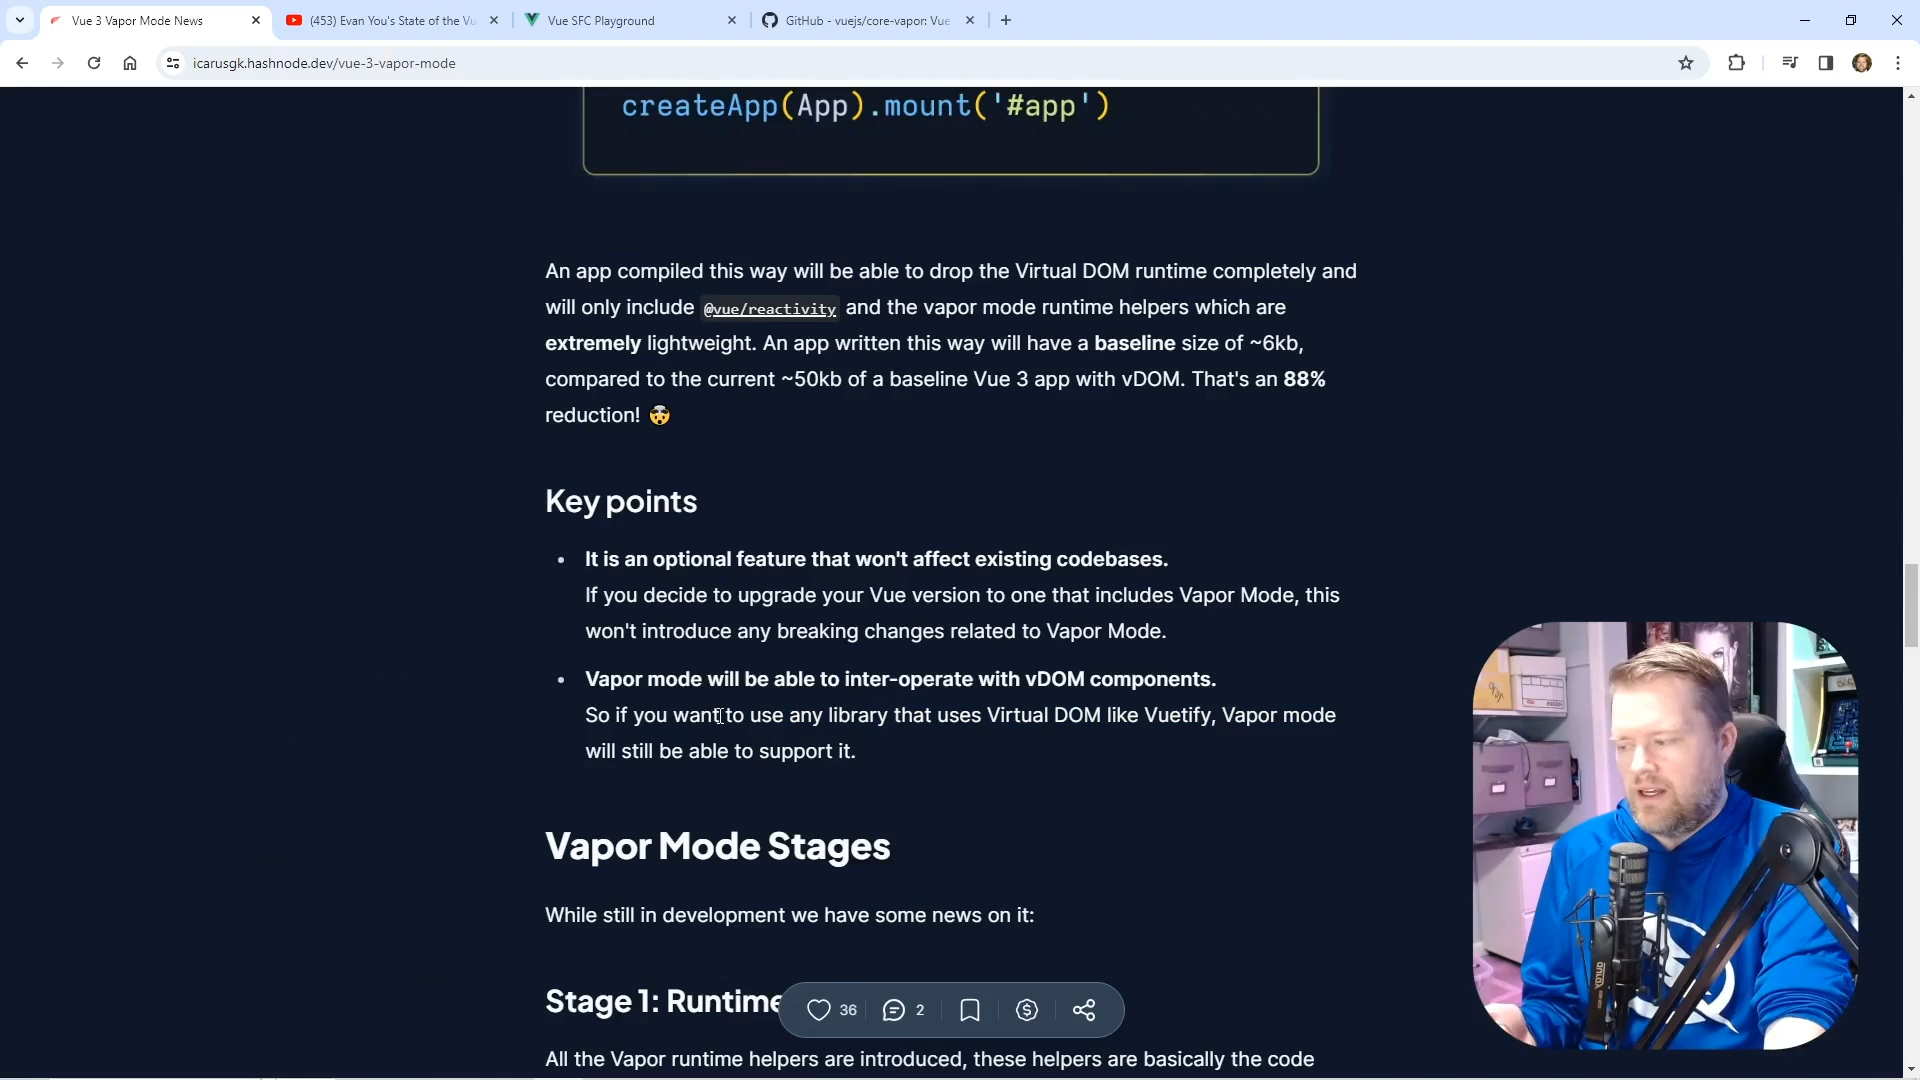 Vue 3 Vapor Mode News
(453) Evan You's State of the Vu
Vue SFC Playground
GitHub - vuejs/core-vapor: Vue
icarusgk.hashnode.dev/vue-3-vapor-mode
createApp(App).mount('#app')
An app compiled this way will be able to drop the Virtual DOM runtime completely and
will only include @vue/reactivity and the vapor mode runtime helpers which are
extremely lightweight. An app written this way will have a baseline size of ~6kb,
compared to the current ~50kb of a baseline Vue 3 app with vDOM. That's an 88%
reduction! 🤯
Key points
• It is an optional feature that won't affect existing codebases.
If you decide to upgrade your Vue version to one that includes Vapor Mode, this
won't introduce any breaking changes related to Vapor Mode.
• Vapor mode will be able to inter-operate with vDOM components.
So if you want to use any library that uses Virtual DOM like Vuetify, Vapor mode
will still be able to support it.
Vapor Mode Stages
While still in development we have some news on it:
Stage 1: Runtime
36
2
All the Vapor runtime helpers are introduced, these helpers are basically the code